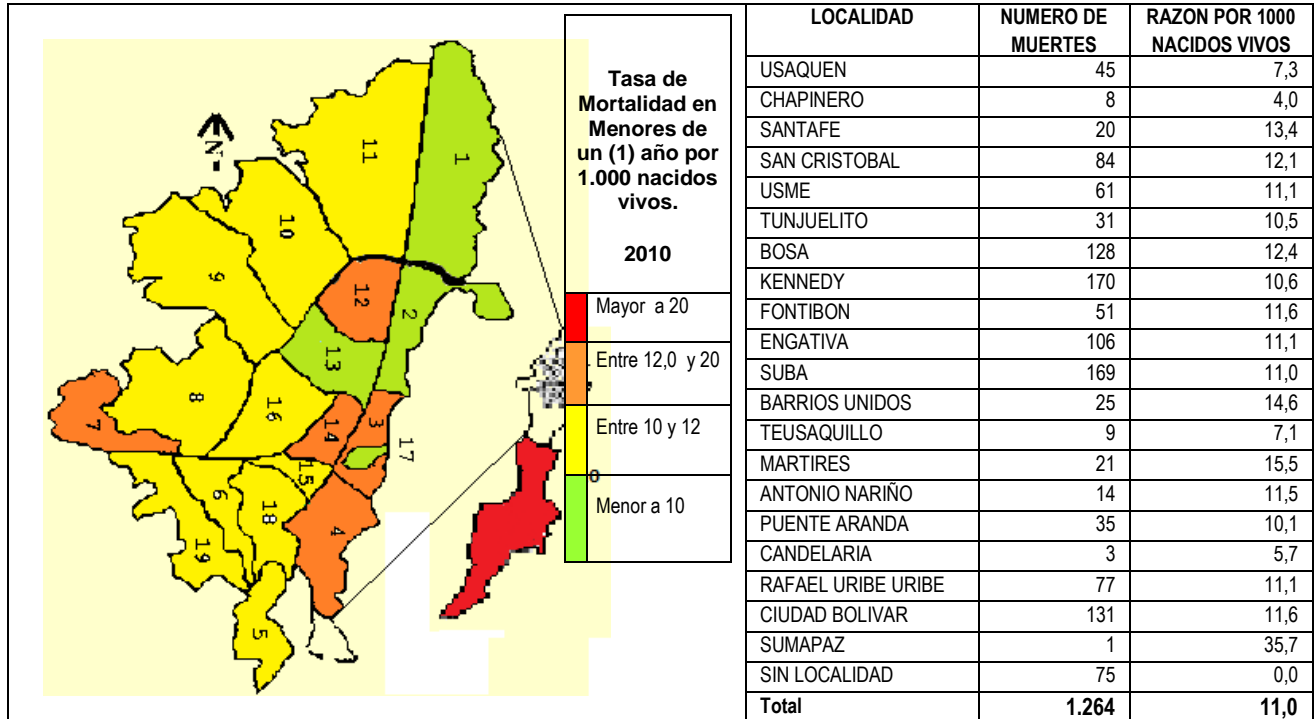 Tasa de
Mortalidad en
Menores de
un (1) año por
1.000 nacidos
vivos.
2010
Mayor a 20
Entre 12,0 y 20
Entre 10 y 12
Menor a 10
N
1
11
10
9
12
2
13
8
16
7
14
3
17
15
6
18
4
19
5
LOCALIDAD NUMERO DE MUERTES RAZON POR 1000 NACIDOS VIVOS
USAQUEN 45 7,3
CHAPINERO 8 4,0
SANTAFE 20 13,4
SAN CRISTOBAL 84 12,1
USME 61 11,1
TUNJUELITO 31 10,5
BOSA 128 12,4
KENNEDY 170 10,6
FONTIBON 51 11,6
ENGATIVA 106 11,1
SUBA 169 11,0
BARRIOS UNIDOS 25 14,6
TEUSAQUILLO 9 7,1
MARTIRES 21 15,5
ANTONIO NARIÑO 14 11,5
PUENTE ARANDA 35 10,1
CANDELARIA 3 5,7
RAFAEL URIBE URIBE 77 11,1
CIUDAD BOLIVAR 131 11,6
SUMAPAZ 1 35,7
SIN LOCALIDAD 75 0,0
Total 1.264 11,0